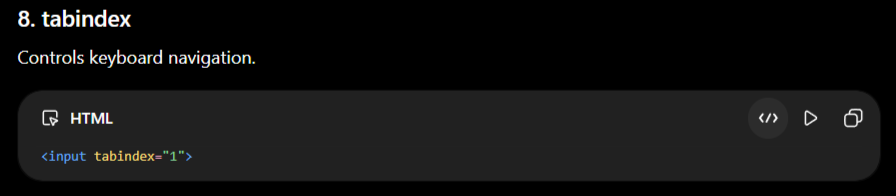 8. tabindex
Controls keyboard navigation.
HTML
<input tabindex="1">